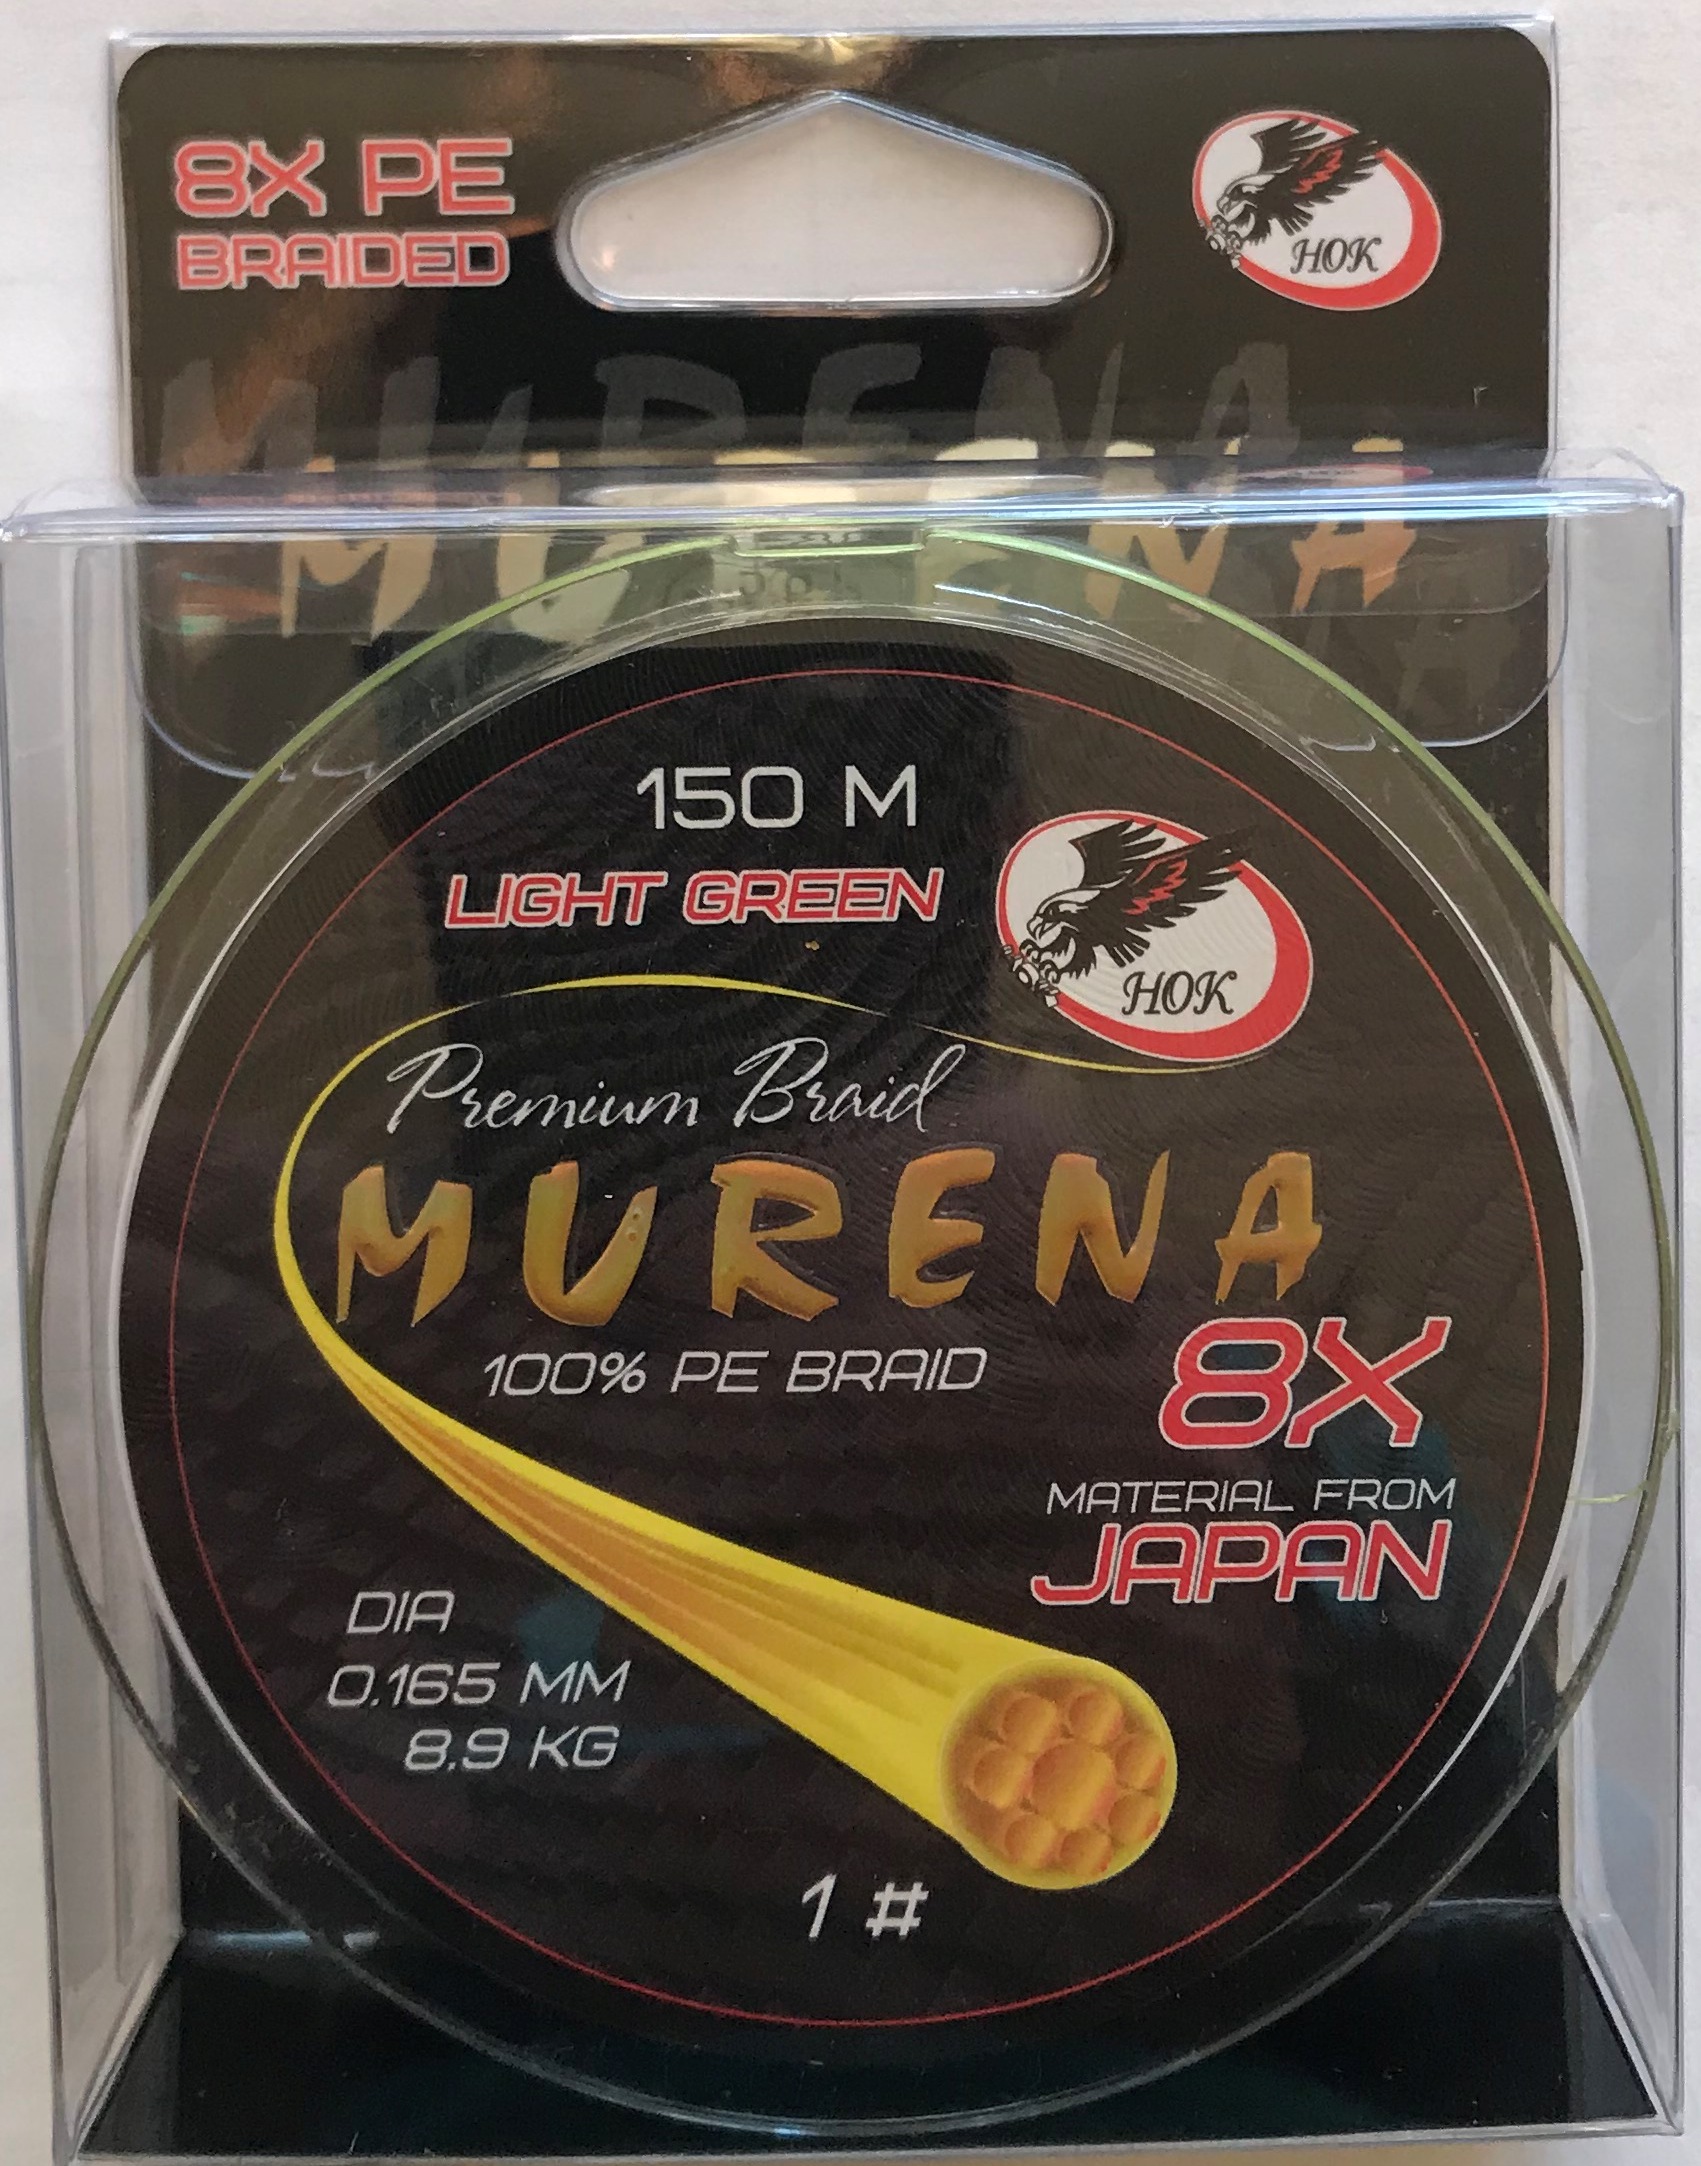 8X PE
BRAIDED
HOK
MURENA
150 M
LIGHT GREEN
HOK
Premium Braid
MURENA
100% PE BRAID
8X
MATERIAL FROM
JAPAN
DIA
0.165 MM
8.9 KG
1 #